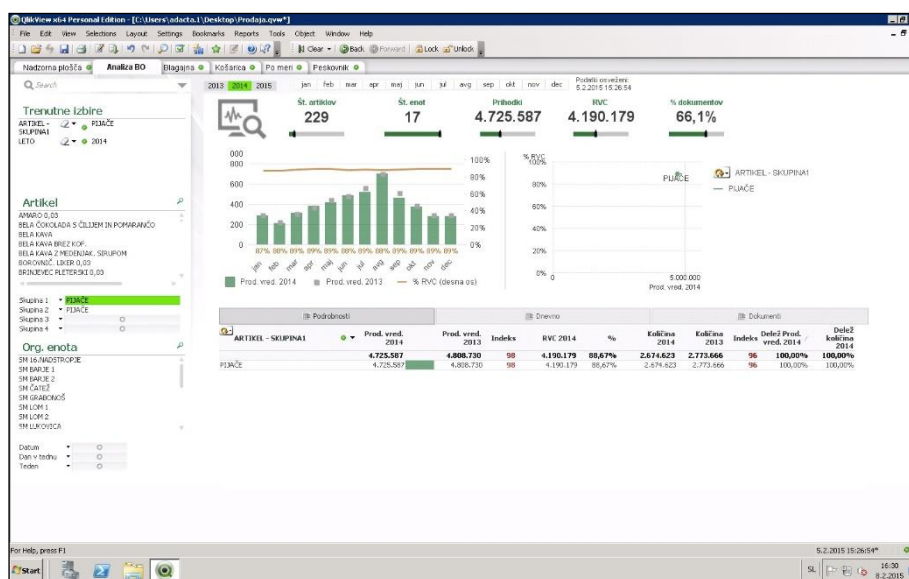 QlikView x64 Personal Edition - [C:\Users\adacta.1\Desktop\Prodaja.qvw*]
File Edit View Selections Layout Settings Bookmarks Reports Tools Object Window Help
Clear Back Forward Lock Unlock
Nadzorna plošča Analiza BO Blagajna Košarica Po meri Peskovnik
Search
2013 2014 2015 jan feb mar apr maj jun jul avg sep okt nov dec
Podatki osveženi:
5.2.2015 15:26:54
Trenutne izbire
ARTIKEL - SKUPINA1 PIJAČE
LETO 2014
Št. artiklov Št. enot Prihodki RVC % dokumentov
229 17 4.725.587 4.190.179 66,1%
000
800
600
400
200
0
100%
80%
60%
40%
20%
0%
87% 88% 89% 89% 88% 89% 88% 89% 89% 89% 89% 89%
jan feb mar apr maj jun jul avg sep okt nov dec
Prod. vred. 2014 Prod. vred. 2013 % RVC (desna os)
% RVC
100%
80%
60%
40%
20%
0%
PIJAČE
0 5.000.000
Prod. vred. 2014
ARTIKEL - SKUPINA1
PIJAČE
Artikel
AMARO 0,03
BELA ČOKOLADA S ČILIJEM IN POMARANČO
BELA KAVA
BELA KAVA BREZ KOF.
BELA KAVA Z MEDENJAK. SIRUPOM
BOROVNIČ. LIKER 0,03
BRINJEVEC PLETERSKI 0,03
Skupina 1 PIJAČE
Skupina 2 PIJAČE
Skupina 3
Skupina 4
Org. enota
SM 16.NADSTROPJE
SM BARJE 1
SM BARJE 2
SM ČATEŽ
SM GRABONOŠ
SM LOM 1
SM LOM 2
SM LUKOVICA
Datum
Dan v tednu
Teden
Podrobnosti Dnevno Dokumenti
ARTIKEL - SKUPINA1 Prod. vred. 2014 Prod. vred. 2013 Indeks RVC 2014 % Količina 2014 Količina 2013 Indeks Delež Prod. vred. 2014 Delež količina 2014
4.725.587 4.808.730 98 4.190.179 88,67% 2.674.623 2.773.666 96 100,00% 100,00%
PIJAČE 4.725.587 4.808.730 98 4.190.179 88,67% 2.674.623 2.773.666 96 100,00% 100,00%
For Help, press F1
5.2.2015 15:26:54*
Start
SL
16:30
8.2.2015